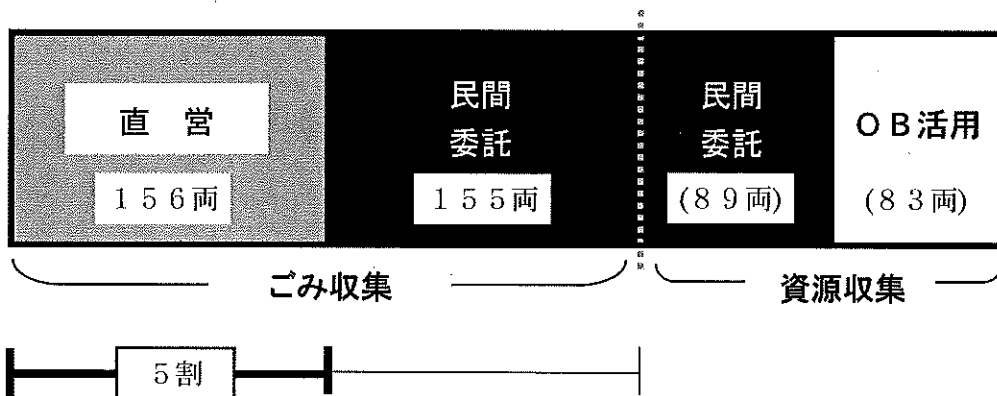 直 営
156両
民間
委託
155両
民間
委託
(89両)
OB活用
(83両)
ごみ収集
資源収集
5割